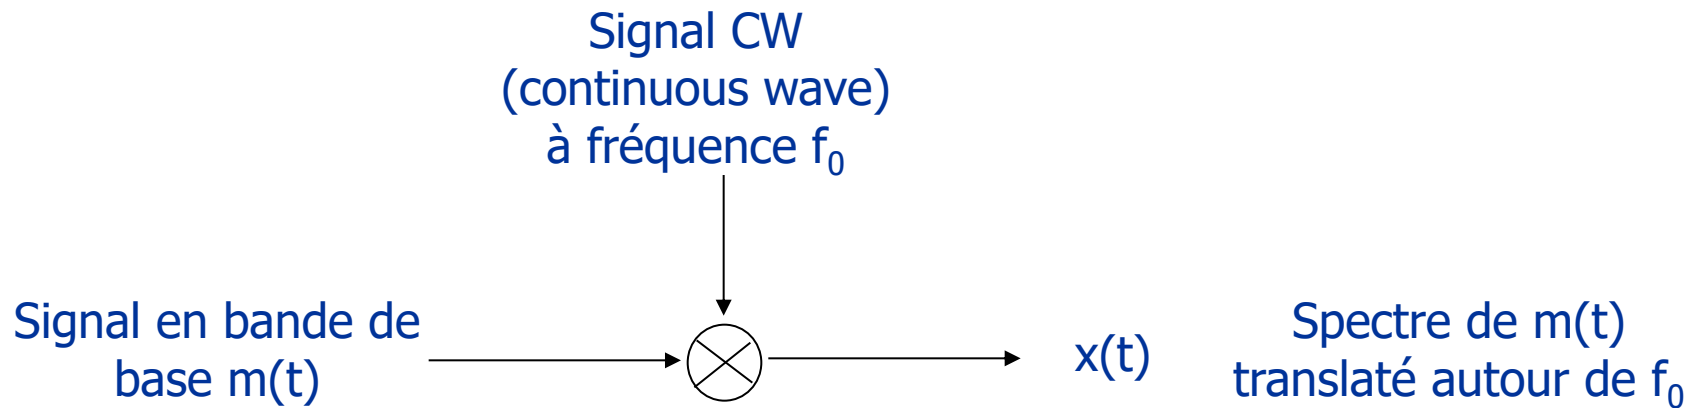 Signal CW
(continuous wave)
à fréquence f₀
Signal en bande de
base m(t)
x(t)
Spectre de m(t)
translaté autour de f₀